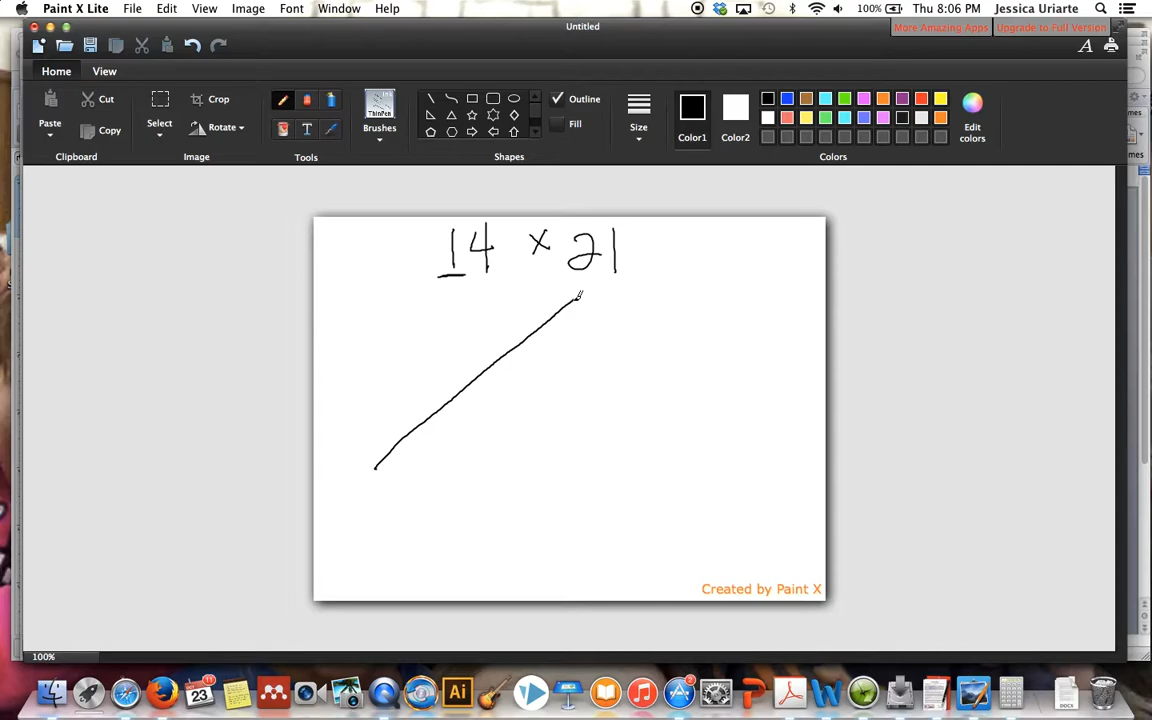 Paint X Lite File Edit View Image Font Window Help 100% Thu 8:06 PM Jessica Uriarte
Untitled
More Amazing Apps Upgrade to Full Version
Home View
Paste Cut Copy Select Crop Rotate Brushes Outline Fill Size Color1 Color2 Edit colors
Clipboard Image Tools Shapes Colors
14 × 21
Created by Paint X
100%